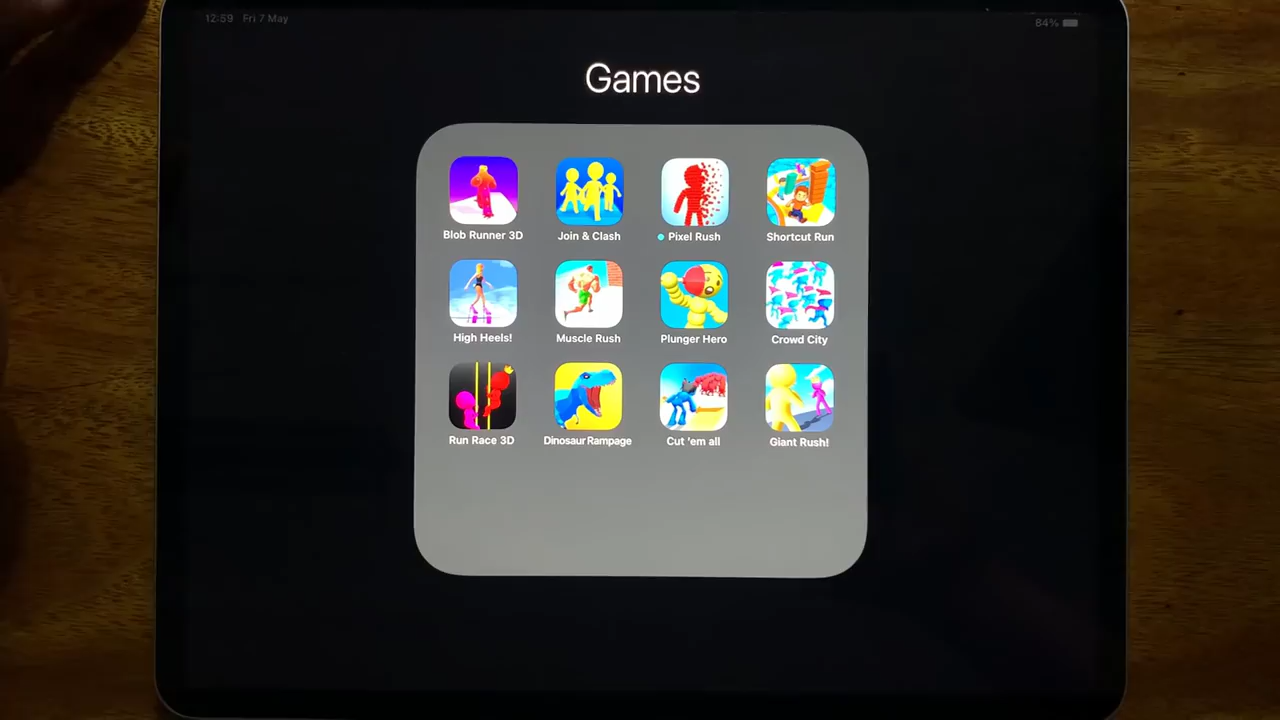 12:59 Fri 7 May
84%
Games
Blob Runner 3D
Join & Clash
Pixel Rush
Shortcut Run
High Heels!
Muscle Rush
Plunger Hero
Crowd City
Run Race 3D
Dinosaur Rampage
Cut 'em all
Giant Rush!